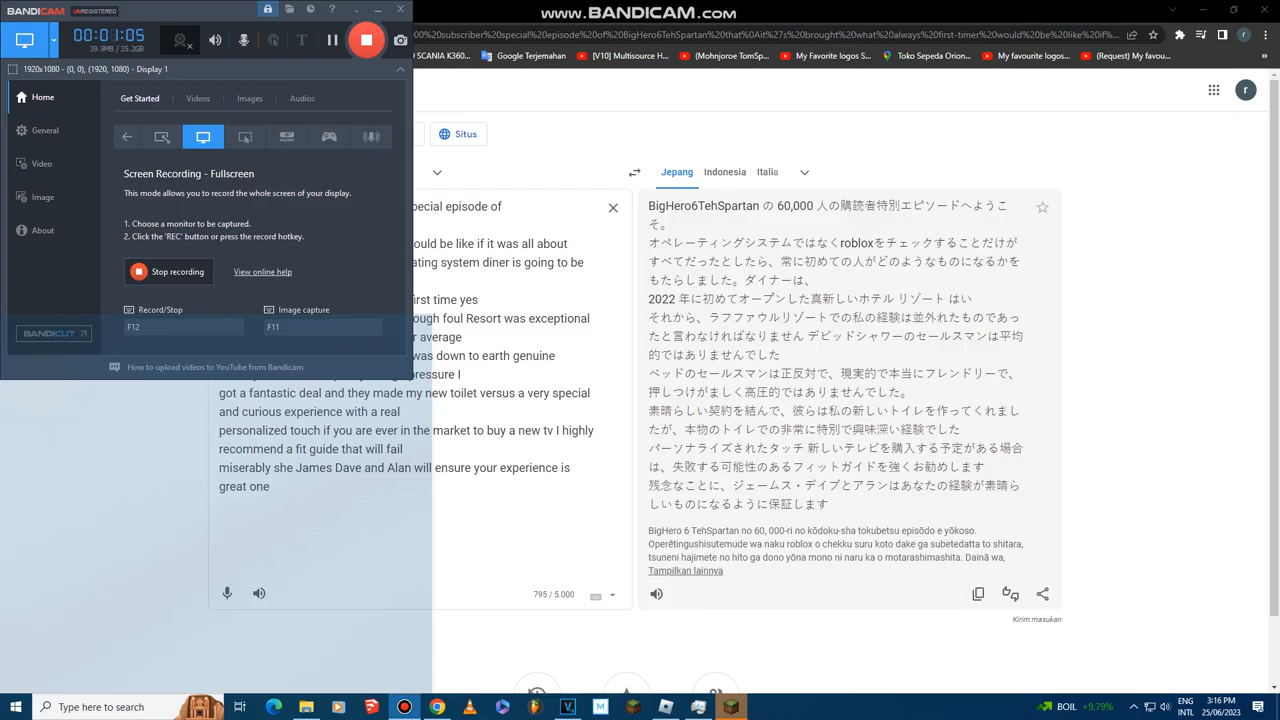 BANDICAM UNREGISTERED
www.BANDICAM.com
00:01:05
39.9MB / 35.2GB
1920x1080 - (0, 0), (1920, 1080) - Display 1
Home
General
Video
Image
About
BANDICUT
Get Started Videos Images Audios
Screen Recording - Fullscreen
This mode allows you to record the whole screen of your display.
1. Choose a monitor to be captured.
2. Click the 'REC' button or press the record hotkey.
Stop recording View online help
Record/Stop Image capture
F12 F11
How to upload videos to YouTube from Bandicam
00 subscriber special episode of BigHero6TehSpartan that%0Ait%27s brought what always first-timer would be like if...
SCANIA K360... Google Terjemahan [V10] Multisource H... (Mohnjoroe Tovat)... My favourites follow... Toko Sepeda Orion... My favourites follow... (Request) My favou...
r
Situs
pecial episode of
ould be like if it was all about
ating system diner is going to be
irst time yes
ough foul Resort was exceptional
r average
was down to earth genuine
pressure I
got a fantastic deal and they made my new toilet versus a very special
and curious experience with a real
personalized touch if you are ever in the market to buy a new tv I highly
recommend a fit guide that will fail
miserably she James Dave and Alan will ensure your experience is
great one
795 / 5.000
Jepang Indonesia Italia
BigHero6TehSpartan の 60,000 人の購読者特別エピソードへようこ
そ。
オペレーティングシステムではなくrobloxをチェックすることだけが
すべてだったとしたら、常に初めての人がどのようなものになるかを
もたらしました。ダイナーは、
2022 年に初めてオープンした真新しいホテル リゾート はい
それから、ラフファウルリゾートでの私の経験は並外れたものであっ
たと言わなければなりません デビッドシャワーのセールスマンは平均
的ではありませんでした
ベッドのセールスマンは正反対で、現実的で本当にフレンドリーで、
押しつけがましく高圧的ではありませんでした。
素晴らしい契約を結んで、彼らは私の新しいトイレを作ってくれまし
たが、本物のトイレでの非常に特別で興味深い経験でした
パーソナライズされたタッチ 新しいテレビを購入する予定がある場合
は、失敗する可能性のあるフィットガイドを強くお勧めします
残念なことに、ジェームス・デイブとアランはあなたの経験が素晴ら
しいものになるように保証します
BigHero 6 TehSpartan no 60, 000-ri no kōdoku-sha tokubetsu episōdo e yōkoso.
Operētingushisutemude wa naku roblox o chekku suru koto dake ga subetedatta to shitara,
tsuneni hajimete no hito ga dono yōna mono ni naru ka o motarashimashita. Dainā wa,
Tampilkan lainnya
Kirim masukan
Type here to search
BOIL +9,79%
ENG
INTL
3:16 PM
25/06/2023